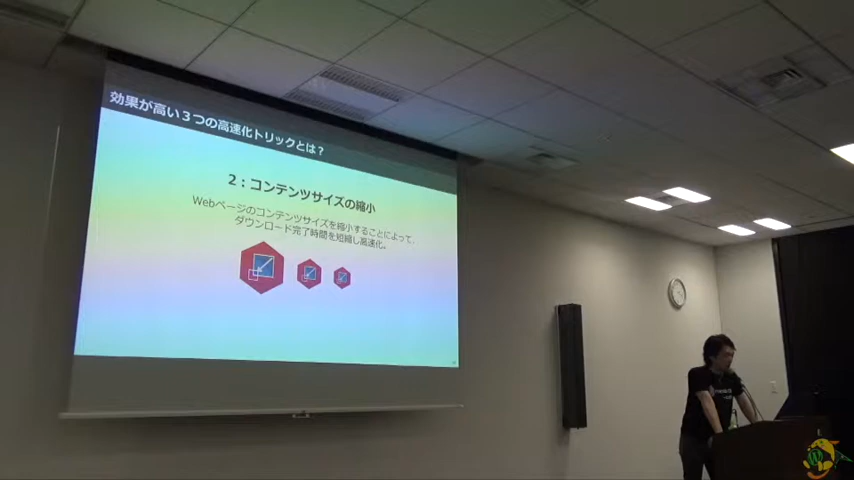 効果が高い３つの高速化トリックとは？
2：コンテンツサイズの縮小
Webページのコンテンツサイズを縮小することによって、
ダウンロード完了時間を短縮し高速化。